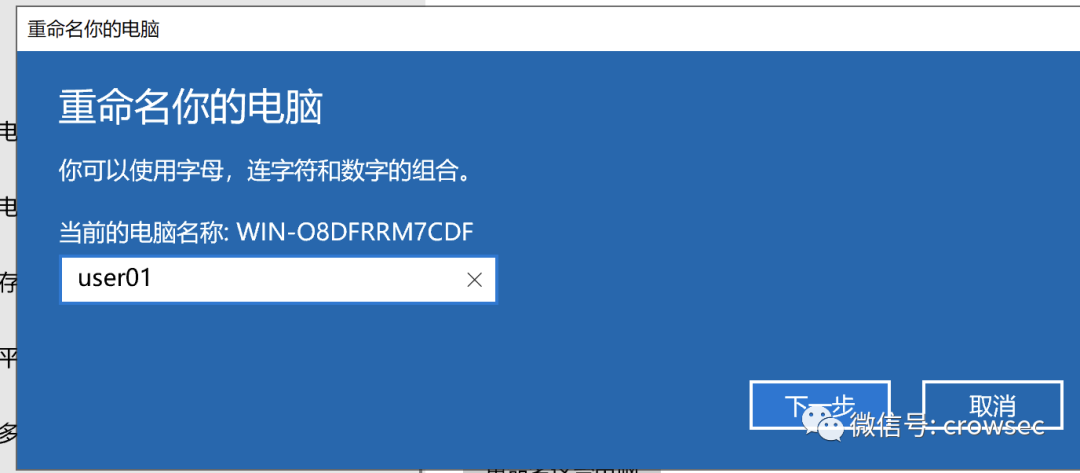 重命名你的电脑
重命名你的电脑
你可以使用字母，连字符和数字的组合。
当前的电脑名称: WIN-O8DFRRM7CDF
user01
下一步
取消
微信号: crowsec
电
电
存
平
多